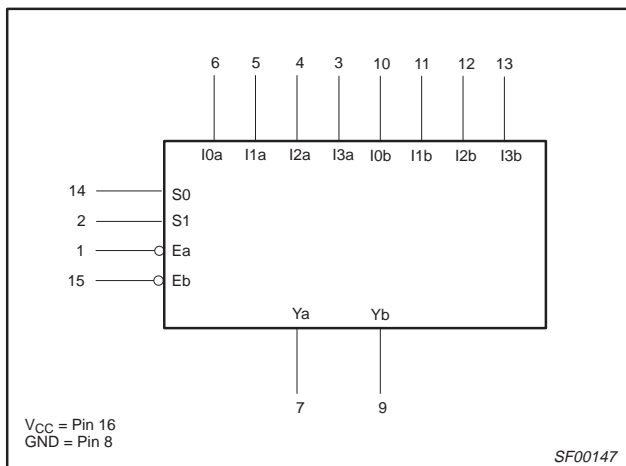 6 5 4 3 10 11 12 13
I0a I1a I2a I3a I0b I1b I2b I3b
14 S0
2 S1
1 Ea
15 Eb
Ya Yb
7 9
VCC = Pin 16
GND = Pin 8
SF00147